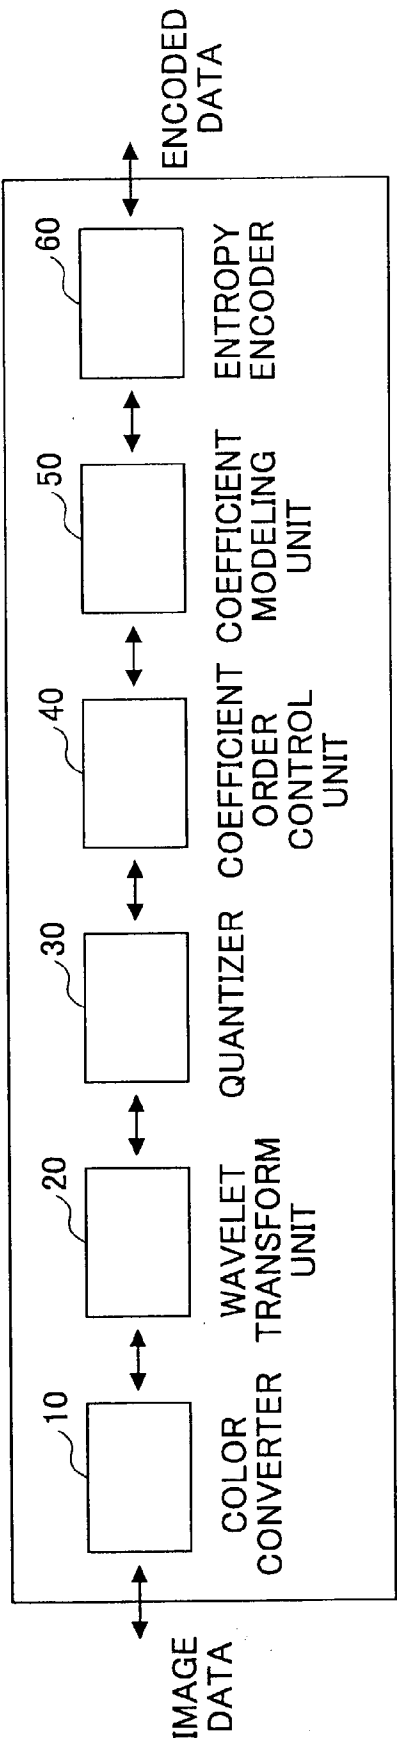 IMAGE
DATA
10
COLOR
CONVERTER
20
WAVELET
TRANSFORM
UNIT
30
QUANTIZER
40
COEFFICIENT
ORDER
CONTROL
UNIT
50
COEFFICIENT
MODELING
UNIT
60
ENTROPY
ENCODER
ENCODED
DATA